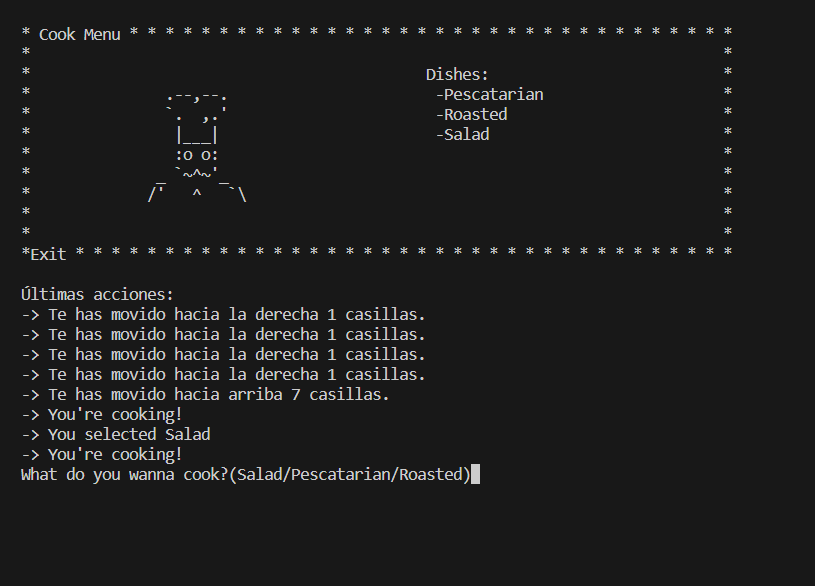 * Cook Menu * * * * * * * * * * * * * * * * * * * * * * * * * * * * * * * * * *
* *
* Dishes: *
* .--,--. -Pescatarian *
* `.  ,.' -Roasted *
* |___| -Salad *
* :o o: *
* _ `~^~'_ *
* /'   ^   `\ *
* *
* *
*Exit * * * * * * * * * * * * * * * * * * * * * * * * * * * * * * * * * * * * *
Últimas acciones:
-> Te has movido hacia la derecha 1 casillas.
-> Te has movido hacia la derecha 1 casillas.
-> Te has movido hacia la derecha 1 casillas.
-> Te has movido hacia la derecha 1 casillas.
-> Te has movido hacia arriba 7 casillas.
-> You're cooking!
-> You selected Salad
-> You're cooking!
What do you wanna cook?(Salad/Pescatarian/Roasted)